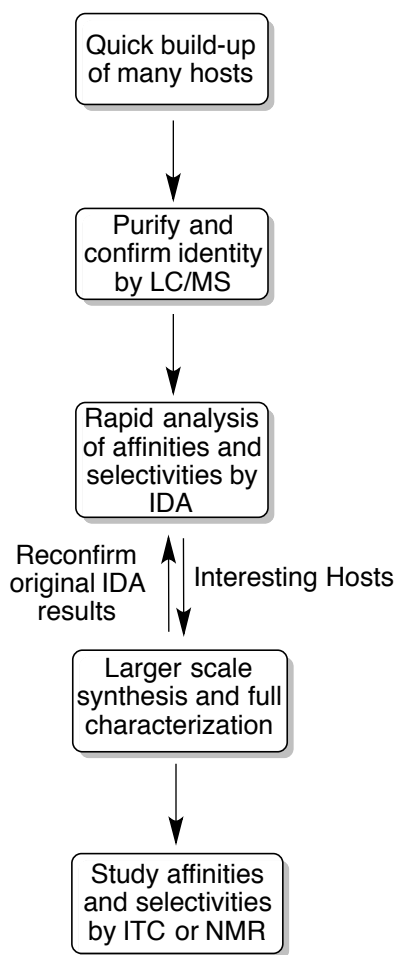 Quick build-up
of many hosts
Purify and
confirm identity
by LC/MS
Rapid analysis
of affinities and
selectivities by
IDA
Reconfirm
original IDA
results
Interesting Hosts
Larger scale
synthesis and full
characterization
Study affinities
and selectivities
by ITC or NMR